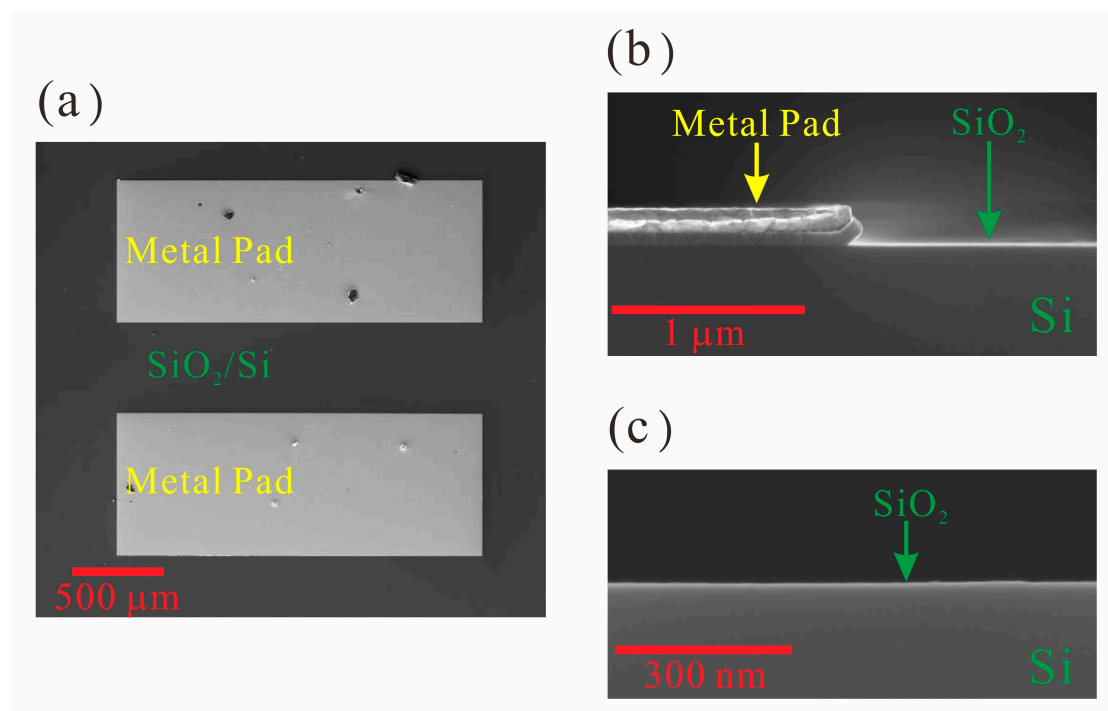 (a)
Metal Pad
SiO₂/Si
Metal Pad
500 μm
(b)
Metal Pad
SiO₂
Si
1 μm
(c)
SiO₂
Si
300 nm